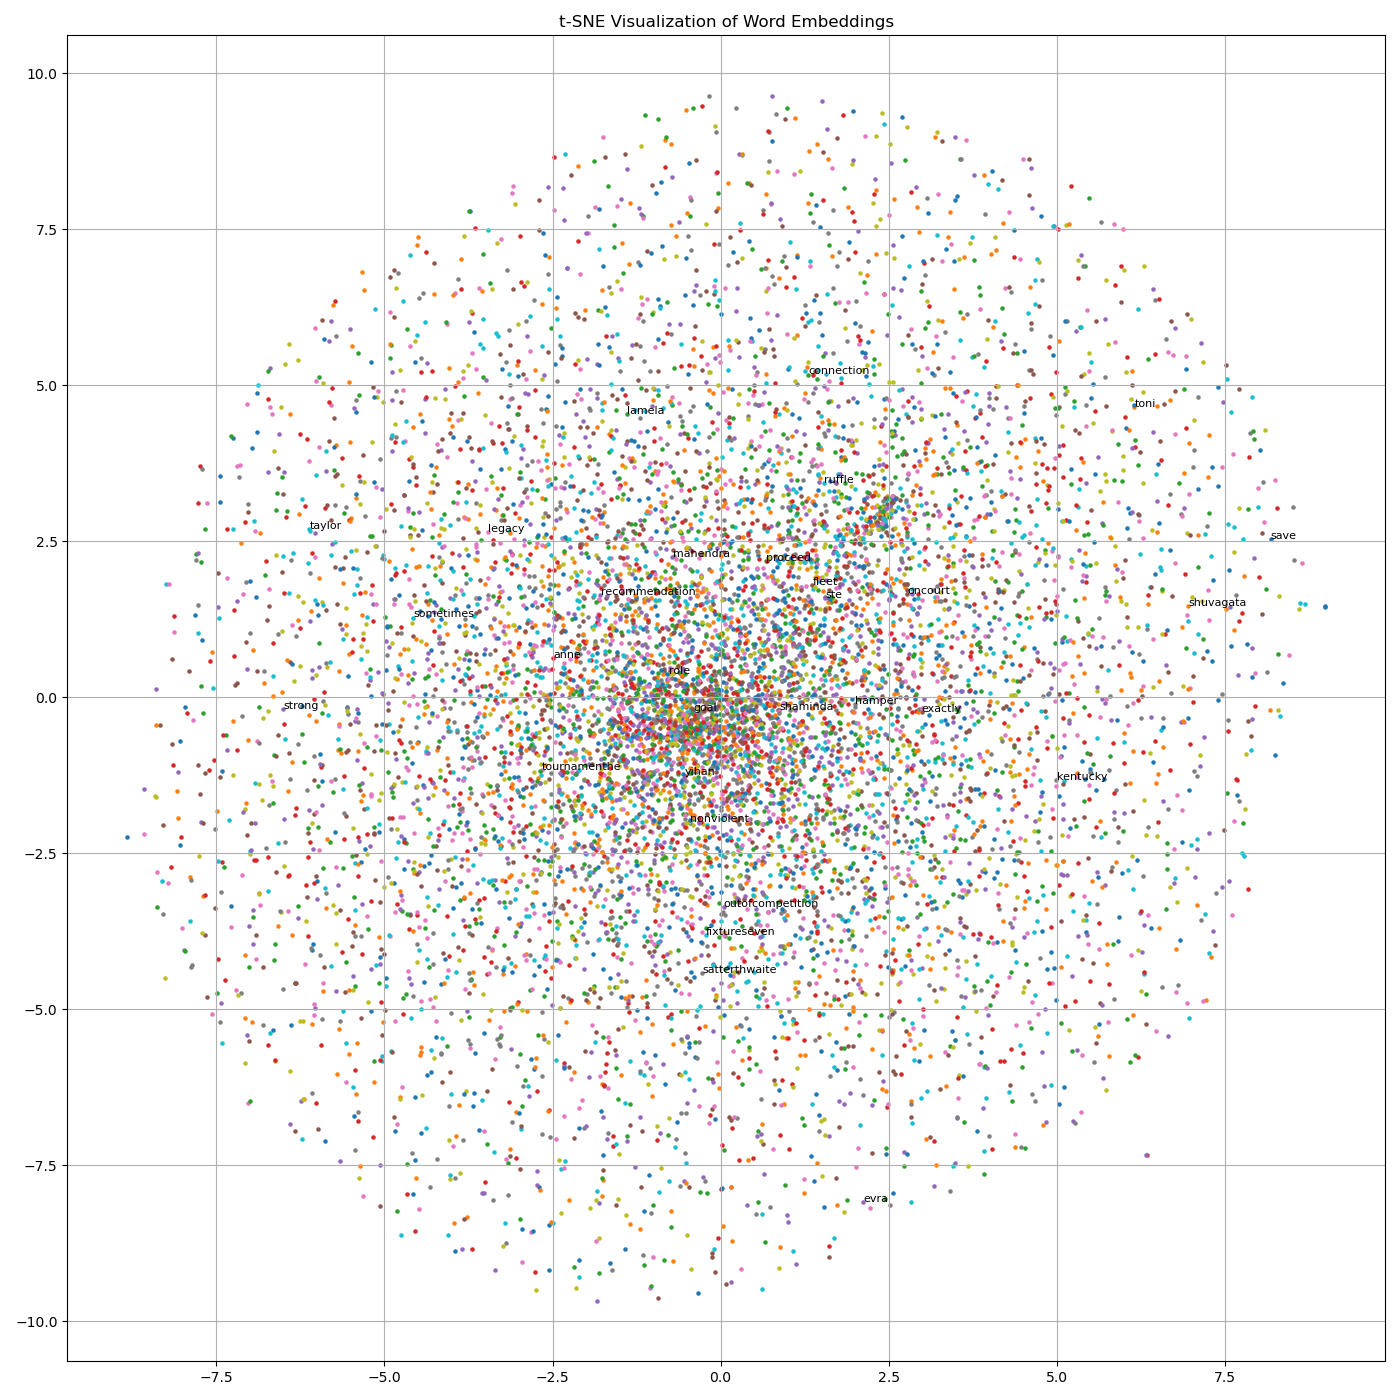 t-SNE Visualization of Word Embeddings
10.0
7.5
5.0
2.5
0.0
−2.5
−5.0
−7.5
−10.0
connection
toni
lamela
ruffle
taylor
legacy
save
mahendra
proceed
fleet
recommendation
ste
oncourt
shuvagata
sometimes
anne
role
strong
goal
shaminda
hamper
exactly
tournamenthe
yihan
kentucky
nonviolent
outofcompetition
fixtureseven
satterthwaite
evra
−7.5 −5.0 −2.5 0.0 2.5 5.0 7.5